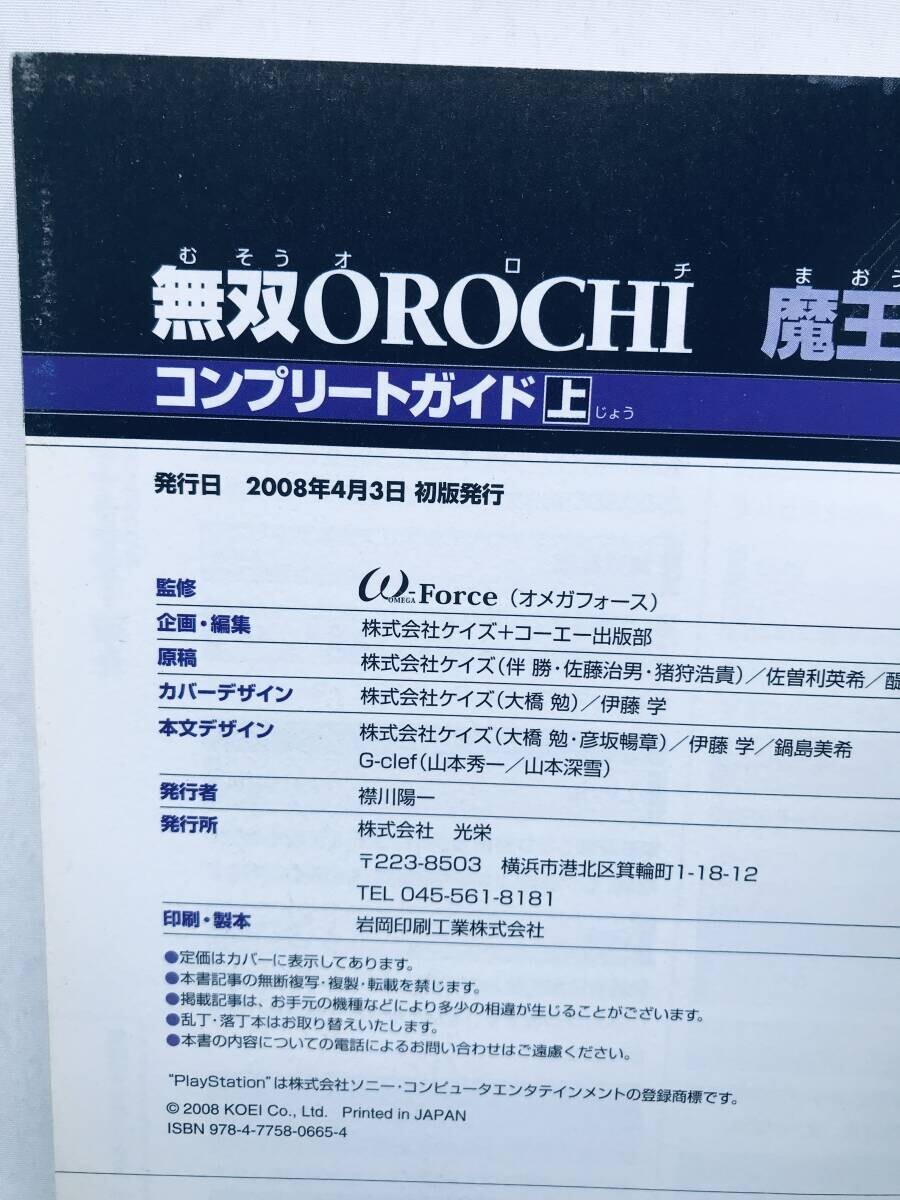 むそうオロチ まおう
無双OROCHI 魔王
コンプリートガイド 上 じょう
発行日 2008年4月3日 初版発行
監修 ω-Force（オメガフォース）
OMEGA
企画・編集 株式会社ケイズ+コーエー出版部
原稿 株式会社ケイズ（伴 勝・佐藤治男・猪狩浩貴）／佐曽利英希／醍
カバーデザイン 株式会社ケイズ（大橋 勉）／伊藤 学
本文デザイン 株式会社ケイズ（大橋 勉・彦坂暢章）／伊藤 学／鍋島美希
G-clef（山本秀一／山本深雪）
発行者 襟川陽一
発行所 株式会社 光栄
〒223-8503 横浜市港北区箕輪町1-18-12
TEL 045-561-8181
印刷・製本 岩岡印刷工業株式会社
●定価はカバーに表示してあります。
●本書記事の無断複写・複製・転載を禁じます。
●掲載記事は、お手元の機種などにより多少の相違が生じることがございます。
●乱丁・落丁本はお取り替えいたします。
●本書の内容についての電話によるお問い合わせはご遠慮ください。
“PlayStation”は株式会社ソニー・コンピュータエンタテインメントの登録商標です。
© 2008 KOEI Co., Ltd. Printed in JAPAN
ISBN 978-4-7758-0665-4